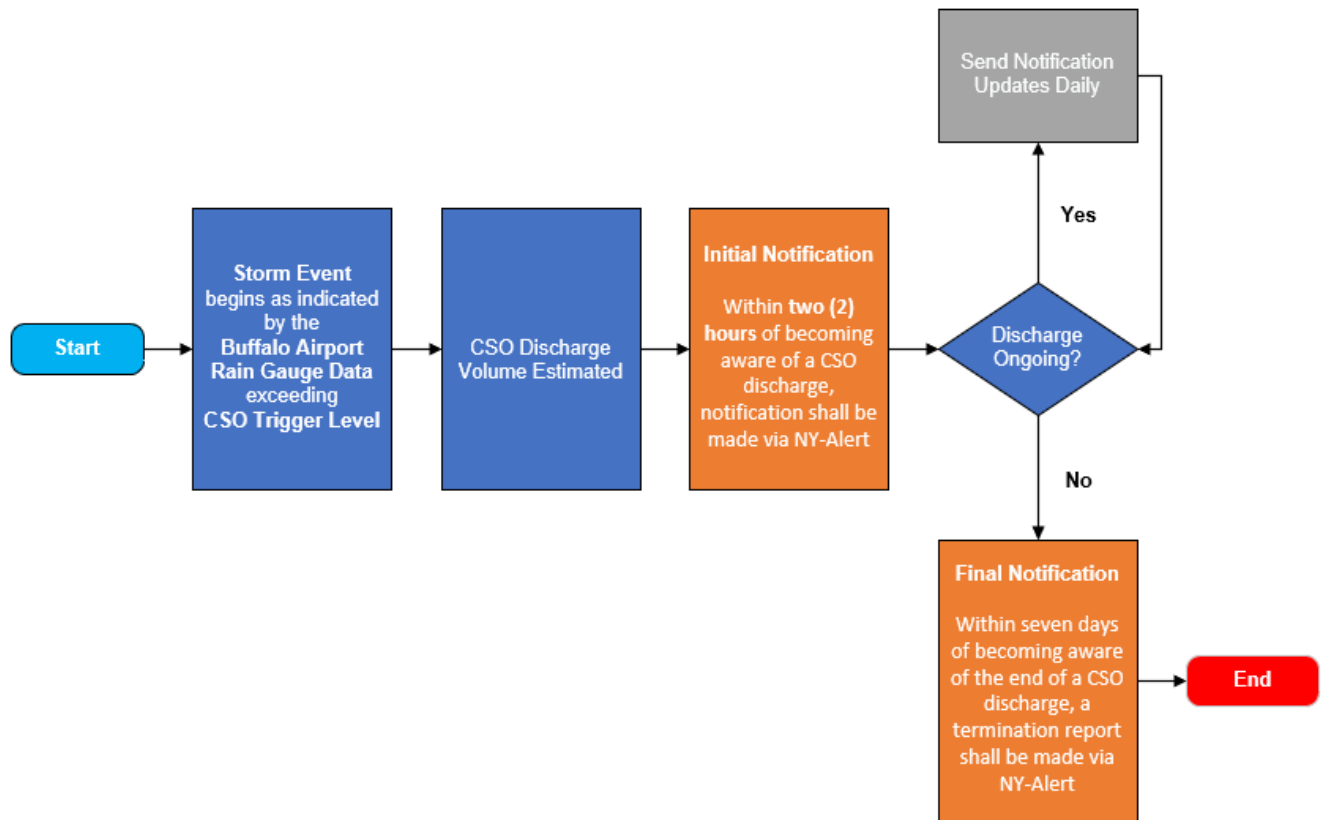 Start
Storm Event
begins as indicated
by the
Buffalo Airport
Rain Gauge Data
exceeding
CSO Trigger Level
CSO Discharge
Volume Estimated
Initial Notification
Within two (2)
hours of becoming
aware of a CSO
discharge,
notification shall be
made via NY-Alert
Discharge
Ongoing?
Yes
Send Notification
Updates Daily
No
Final Notification
Within seven days
of becoming aware
of the end of a CSO
discharge, a
termination report
shall be made via
NY-Alert
End